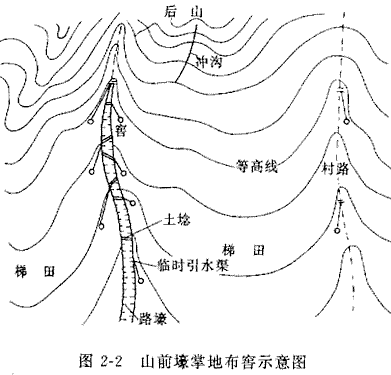 后山
冲沟
窖
等高线
村路
土埝
梯田
梯田
临时引水渠
路壕
图 2-2 山前壕掌地布窖示意图